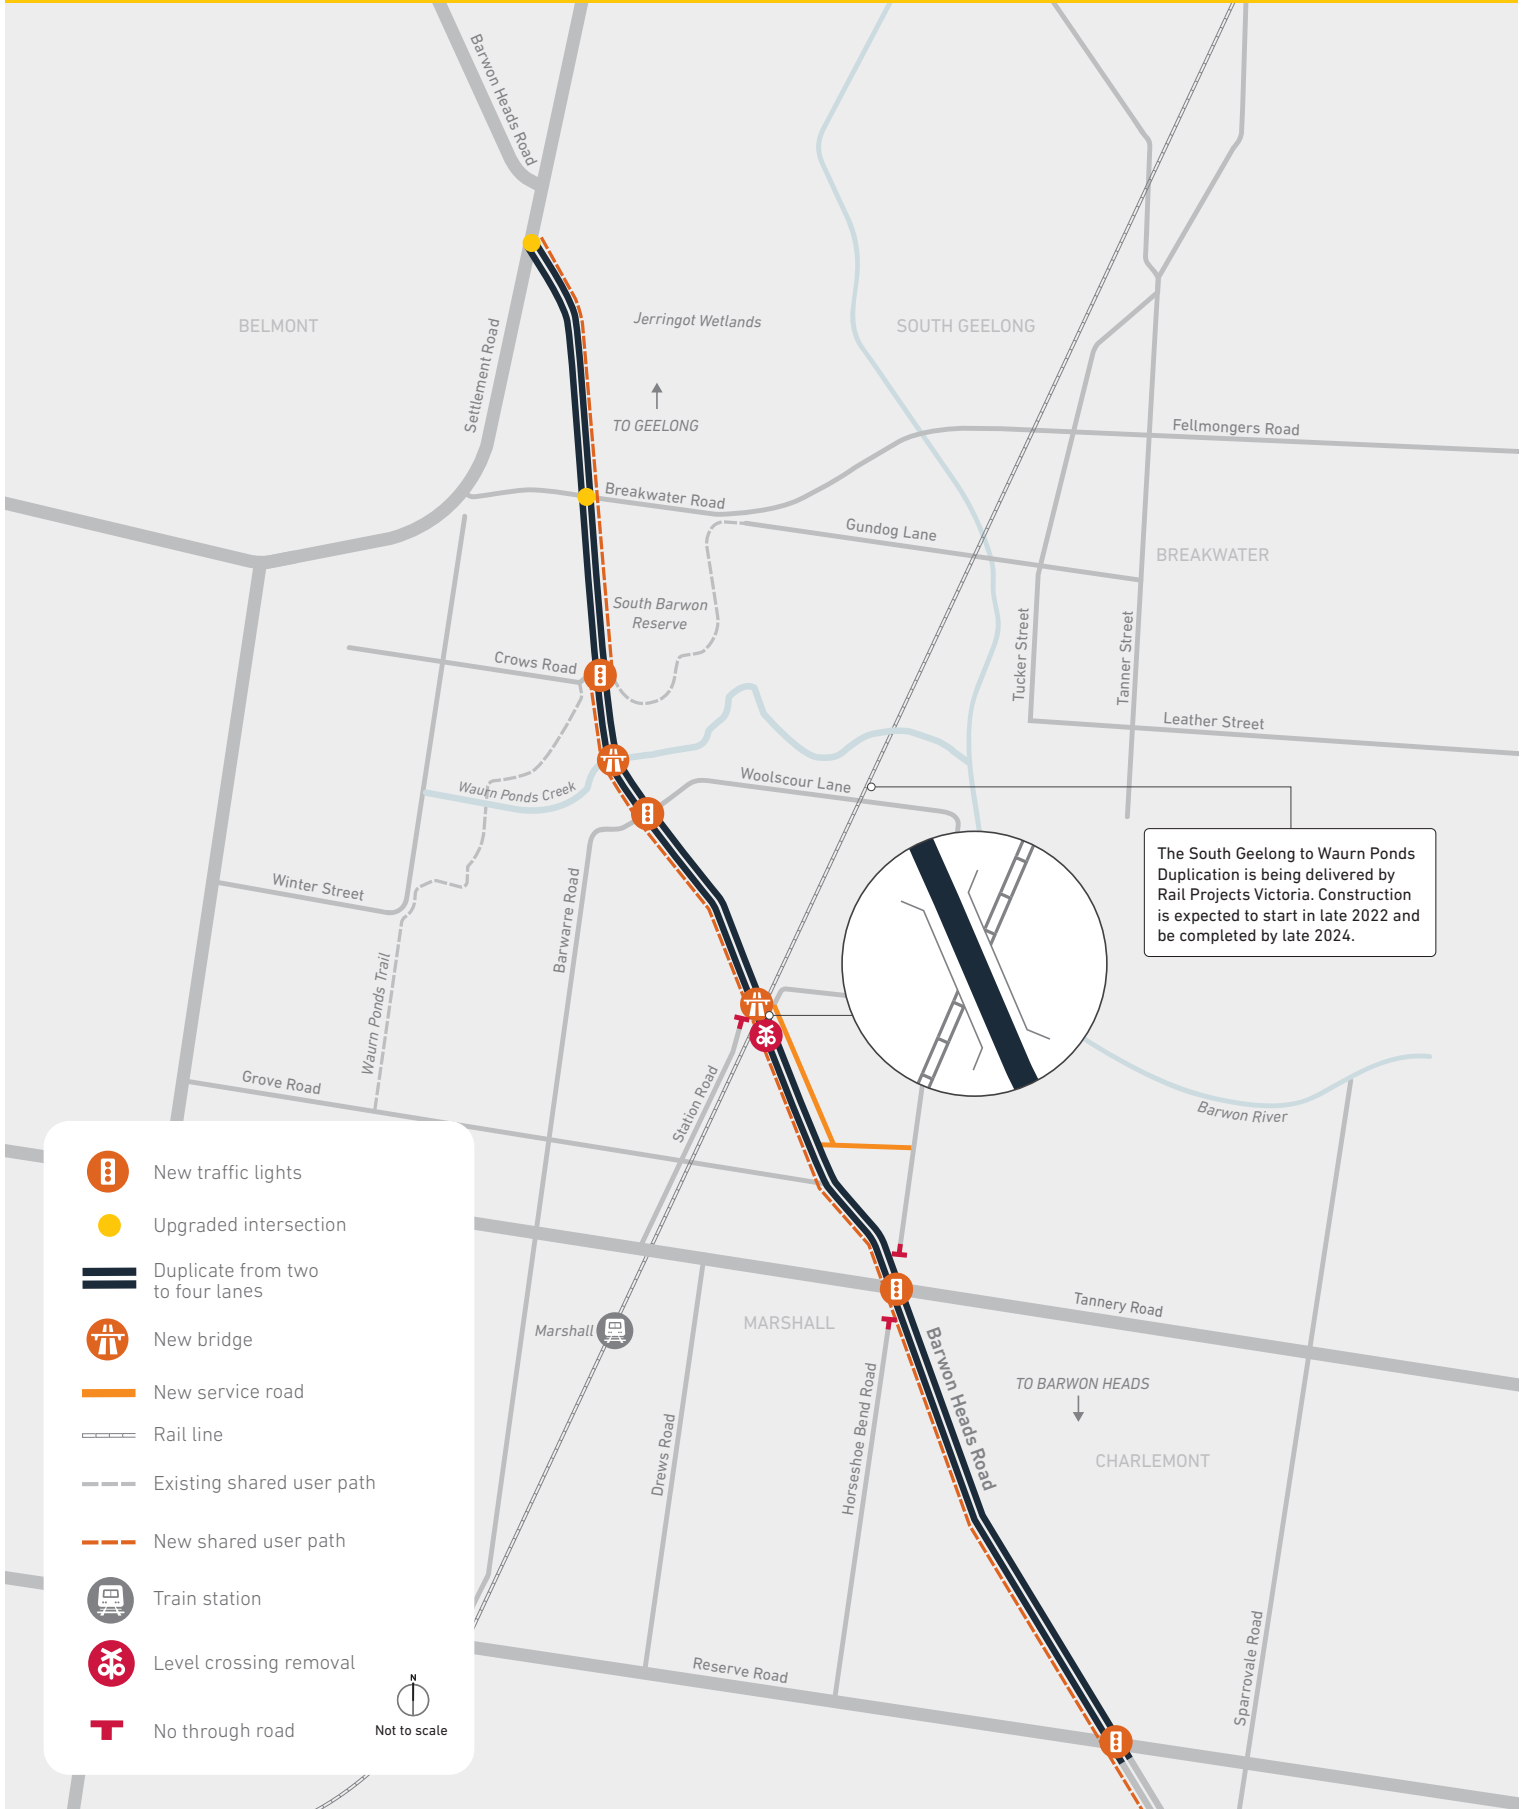 Barwon Heads Road
BELMONT
Jerringot Wetlands
SOUTH GEELONG
Settlement Road
TO GEELONG
Fellmongers Road
Breakwater Road
Gundog Lane
BREAKWATER
South Barwon
Reserve
Tucker Street
Tanner Street
Crows Road
Leather Street
Woolscour Lane
Waurn Ponds Creek
The South Geelong to Waurn Ponds
Duplication is being delivered by
Rail Projects Victoria. Construction
is expected to start in late 2022 and
be completed by late 2024.
Winter Street
Barwarre Road
Waurn Ponds Trail
Grove Road
Station Road
Barwon River
Marshall
MARSHALL
Tannery Road
Barwon Heads Road
TO BARWON HEADS
Horseshoe Bend Road
Drews Road
CHARLEMONT
Sparrovale Road
Reserve Road
New traffic lights
Upgraded intersection
Duplicate from two
to four lanes
New bridge
New service road
Rail line
Existing shared user path
New shared user path
Train station
Level crossing removal
No through road
N
Not to scale